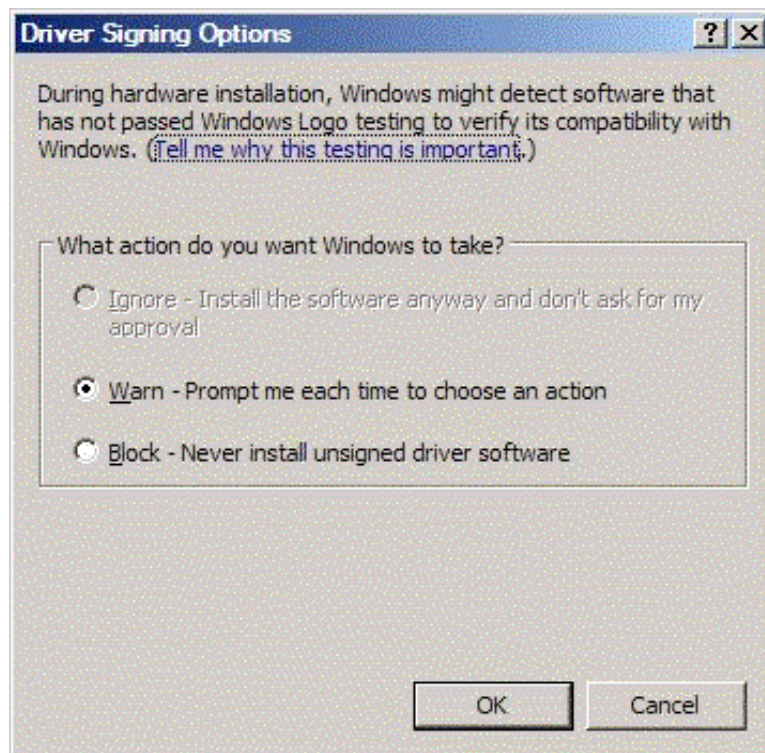 Driver Signing Options
During hardware installation, Windows might detect software that
has not passed Windows Logo testing to verify its compatibility with
Windows. (Tell me why this testing is important.)
What action do you want Windows to take?
Ignore - Install the software anyway and don't ask for my
approval
Warn - Prompt me each time to choose an action
Block - Never install unsigned driver software
OK Cancel